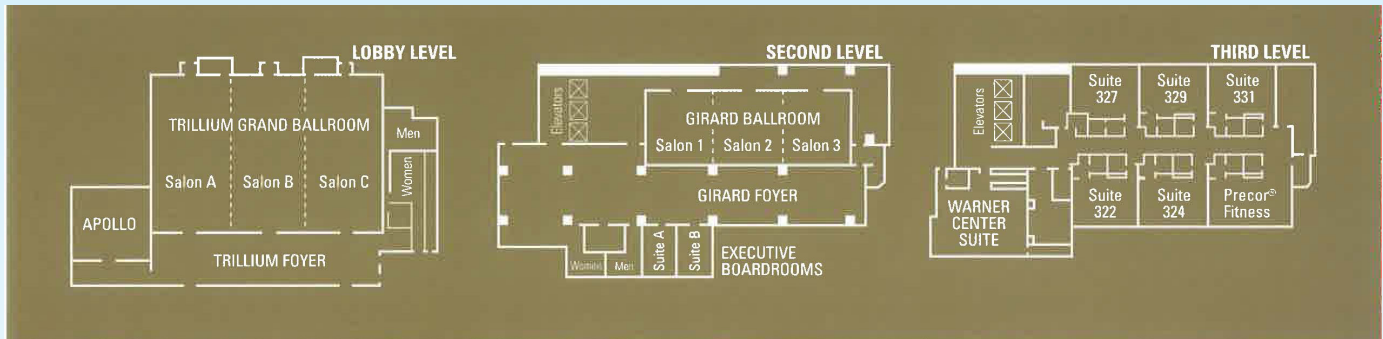 LOBBY LEVEL
TRILLIUM GRAND BALLROOM
Salon A
Salon B
Salon C
Men
Women
APOLLO
TRILLIUM FOYER
SECOND LEVEL
Elevators
GIRARD BALLROOM
Salon 1
Salon 2
Salon 3
GIRARD FOYER
Women
Men
Suite A
Suite B
EXECUTIVE
BOARDROOMS
THIRD LEVEL
Elevators
Suite
327
Suite
329
Suite
331
WARNER
CENTER
SUITE
Suite
322
Suite
324
Precor®
Fitness